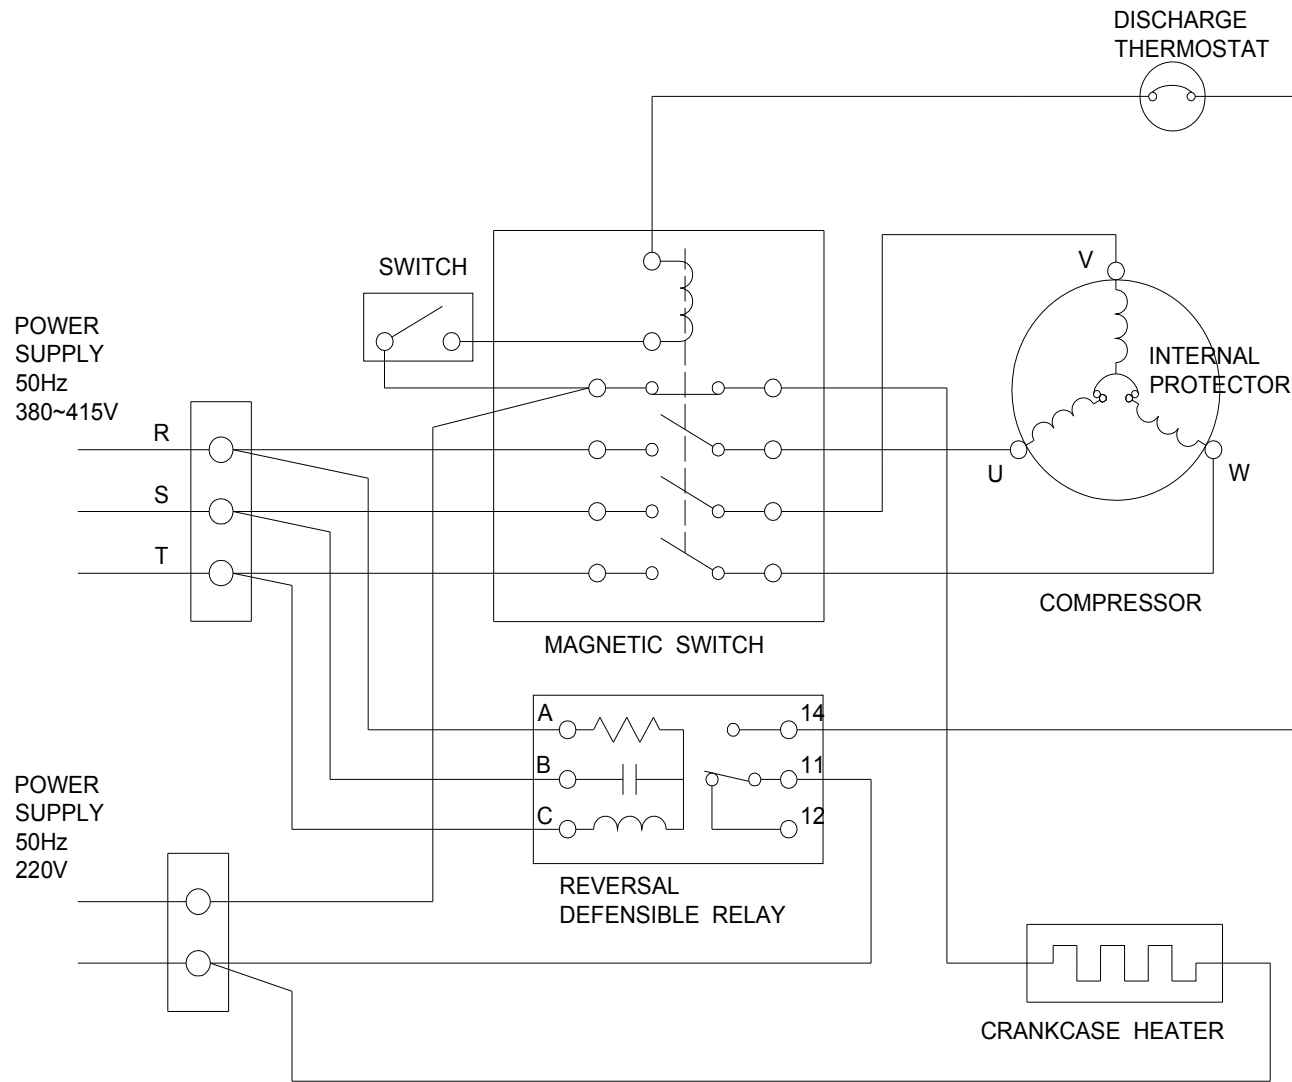 DISCHARGE
THERMOSTAT
SWITCH
V
POWER
SUPPLY
50Hz
380~415V
INTERNAL
PROTECTOR
R
U
W
S
T
COMPRESSOR
MAGNETIC SWITCH
A
14
B
11
C
12
POWER
SUPPLY
50Hz
220V
REVERSAL
DEFENSIBLE RELAY
CRANKCASE HEATER